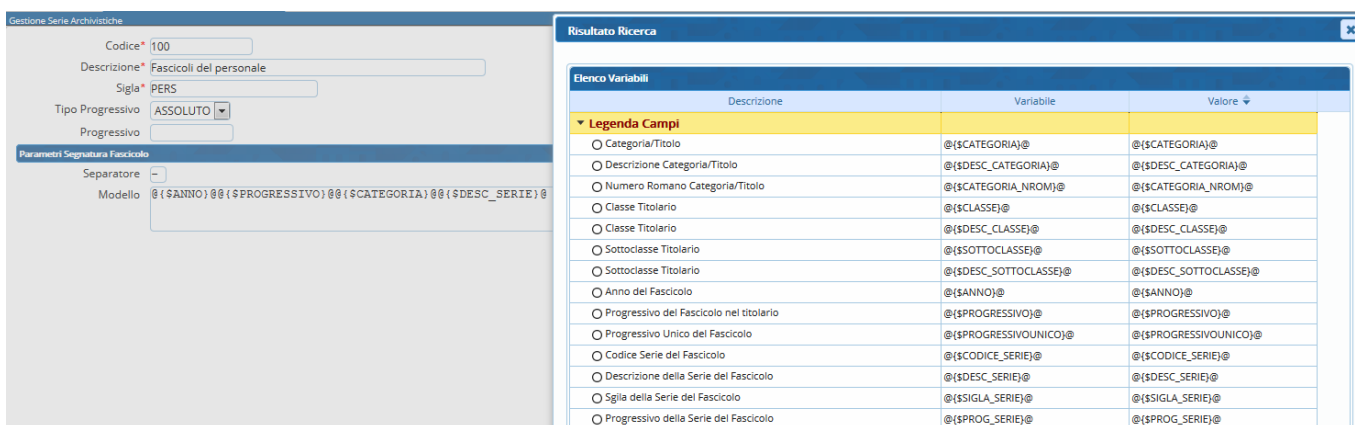 Gestione Serie Archivistiche
Codice* 100
Descrizione* Fascicoli del personale
Sigla* PERS
Tipo Progressivo ASSOLUTO
Progressivo
Parametri Segnatura Fascicolo
Separatore –
Modello @{$ANNO}@@{$PROGRESSIVO}@@{$CATEGORIA}@@{$DESC_SERIE}@
Risultato Ricerca
Elenco Variabili
Descrizione Variabile Valore
Legenda Campi
Categoria/Titolo @{$CATEGORIA}@ @{$CATEGORIA}@
Descrizione Categoria/Titolo @{$DESC_CATEGORIA}@ @{$DESC_CATEGORIA}@
Numero Romano Categoria/Titolo @{$CATEGORIA_NROM}@ @{$CATEGORIA_NROM}@
Classe Titolario @{$CLASSE}@ @{$CLASSE}@
Classe Titolario @{$DESC_CLASSE}@ @{$DESC_CLASSE}@
Sottoclasse Titolario @{$SOTTOCLASSE}@ @{$SOTTOCLASSE}@
Sottoclasse Titolario @{$DESC_SOTTOCLASSE}@ @{$DESC_SOTTOCLASSE}@
Anno del Fascicolo @{$ANNO}@ @{$ANNO}@
Progressivo del Fascicolo nel titolario @{$PROGRESSIVO}@ @{$PROGRESSIVO}@
Progressivo Unico del Fascicolo @{$PROGRESSIVOUNICO}@ @{$PROGRESSIVOUNICO}@
Codice Serie del Fascicolo @{$CODICE_SERIE}@ @{$CODICE_SERIE}@
Descrizione della Serie del Fascicolo @{$DESC_SERIE}@ @{$DESC_SERIE}@
Sgila della Serie del Fascicolo @{$SIGLA_SERIE}@ @{$SIGLA_SERIE}@
Progressivo della Serie del Fascicolo @{$PROG_SERIE}@ @{$PROG_SERIE}@